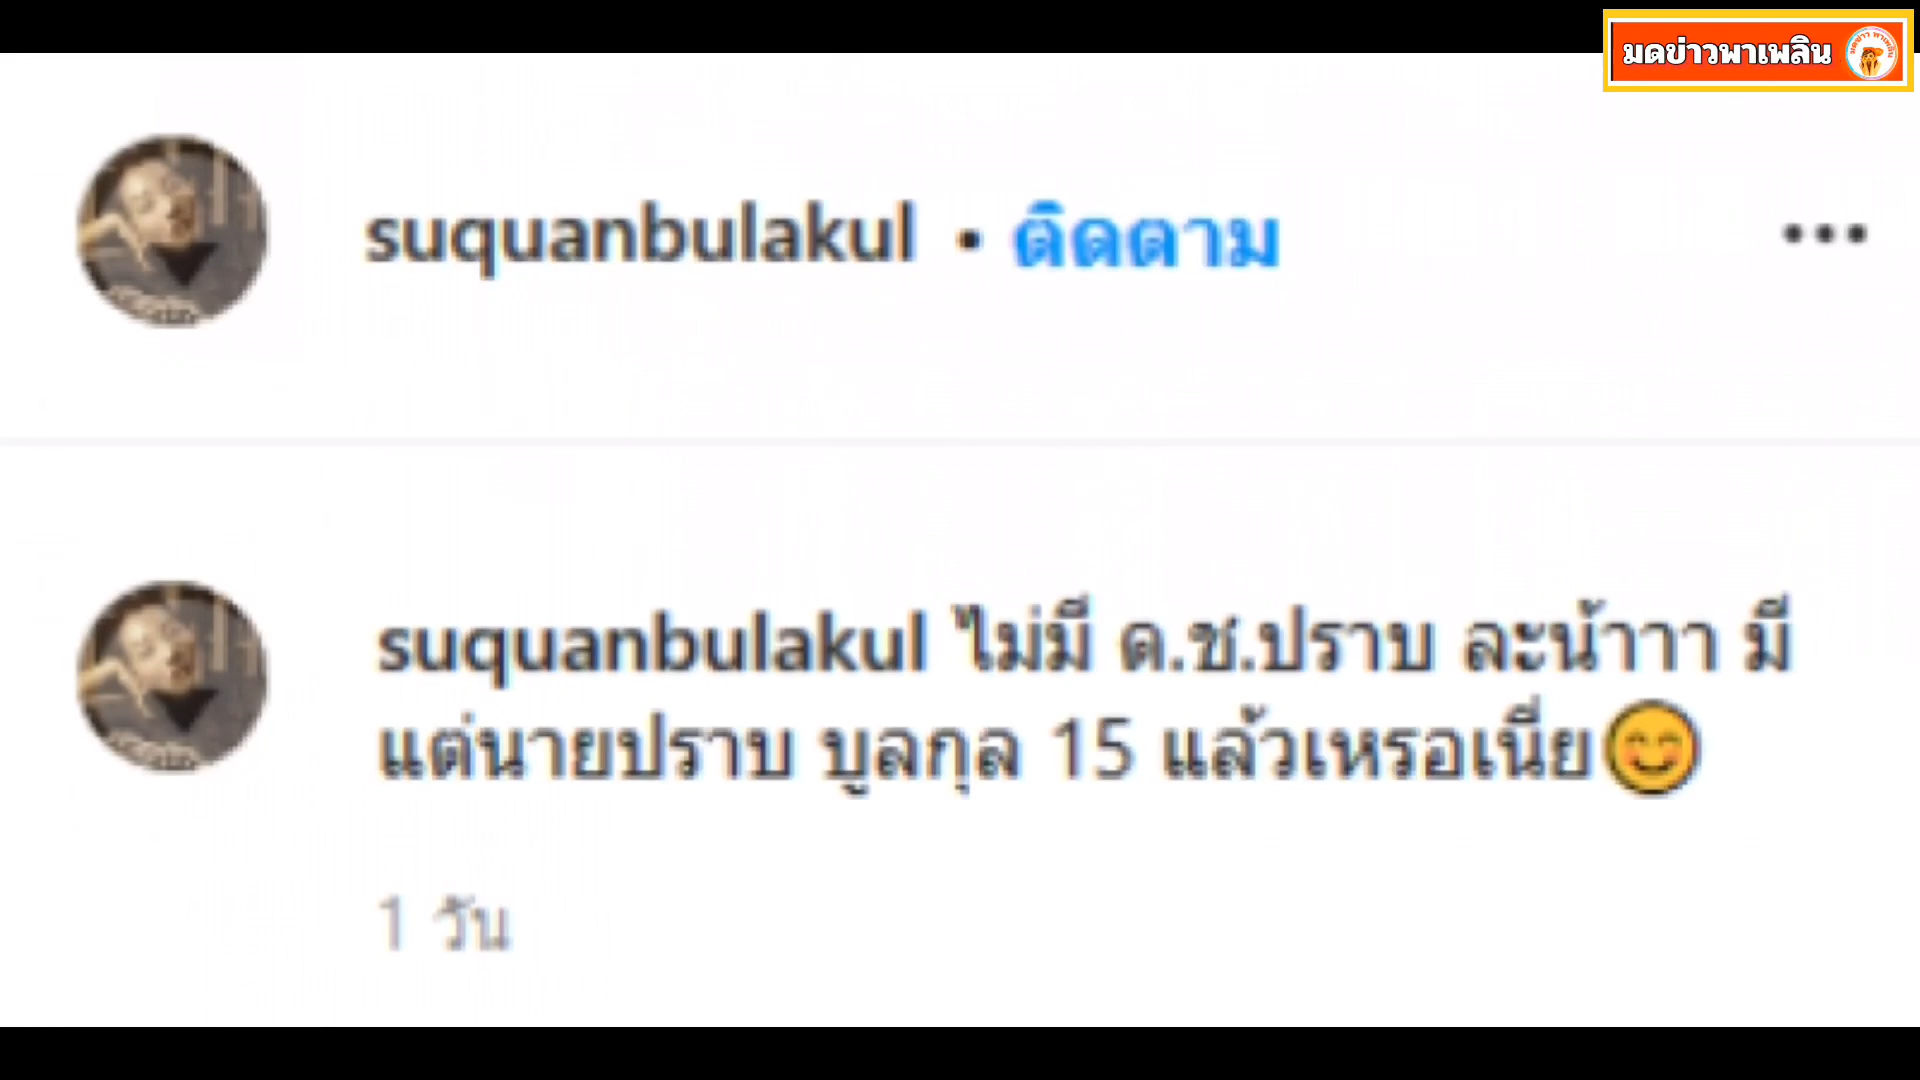 มดข่าวพาเพลิน
suquanbulakul • ติดตาม
suquanbulakul ไม่มี ด.ช.ปราบ ละน้าาา มี
แต่นายปราบ บูลกุล 15 แล้วเหรอเนี่ย😊
1 วัน